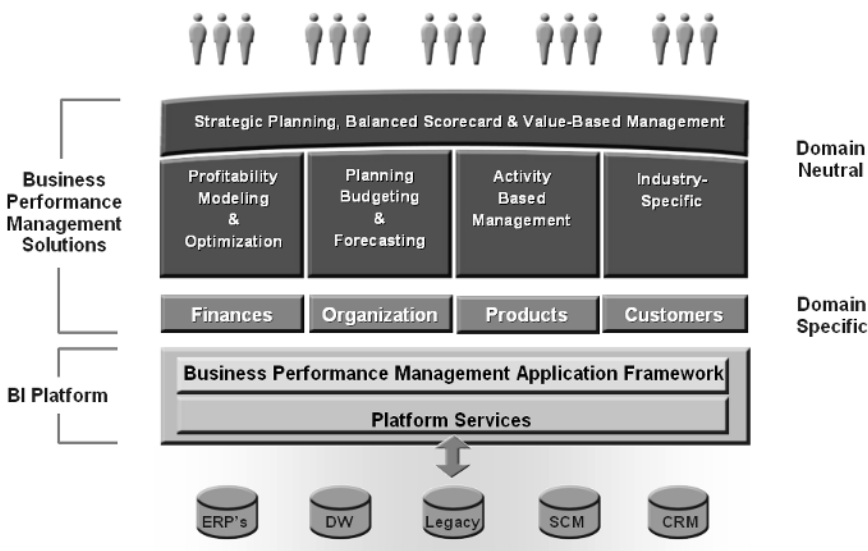 Strategic Planning, Balanced Scorecard & Value-Based Management
Domain
Neutral
Business
Performance
Management
Solutions
Profitability
Modeling
&
Optimization
Planning
Budgeting
&
Forecasting
Activity
Based
Management
Industry-
Specific
Domain
Specific
Finances
Organization
Products
Customers
BI Platform
Business Performance Management Application Framework
Platform Services
ERP's
DW
Legacy
SCM
CRM